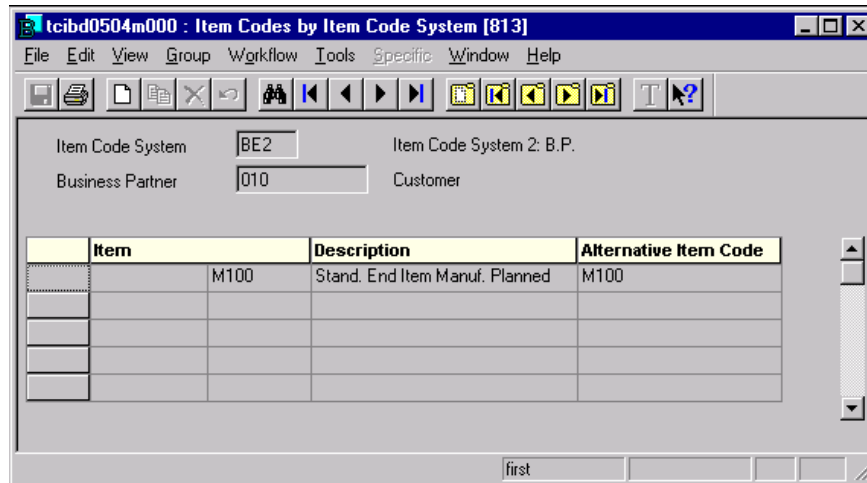 tcibd0504m000 : Item Codes by Item Code System [813]
File Edit View Group Workflow Tools Specific Window Help
T ?
Item Code System BE2 Item Code System 2: B.P.
Business Partner 010 Customer
Item Description Alternative Item Code
M100 Stand. End Item Manuf. Planned M100
first